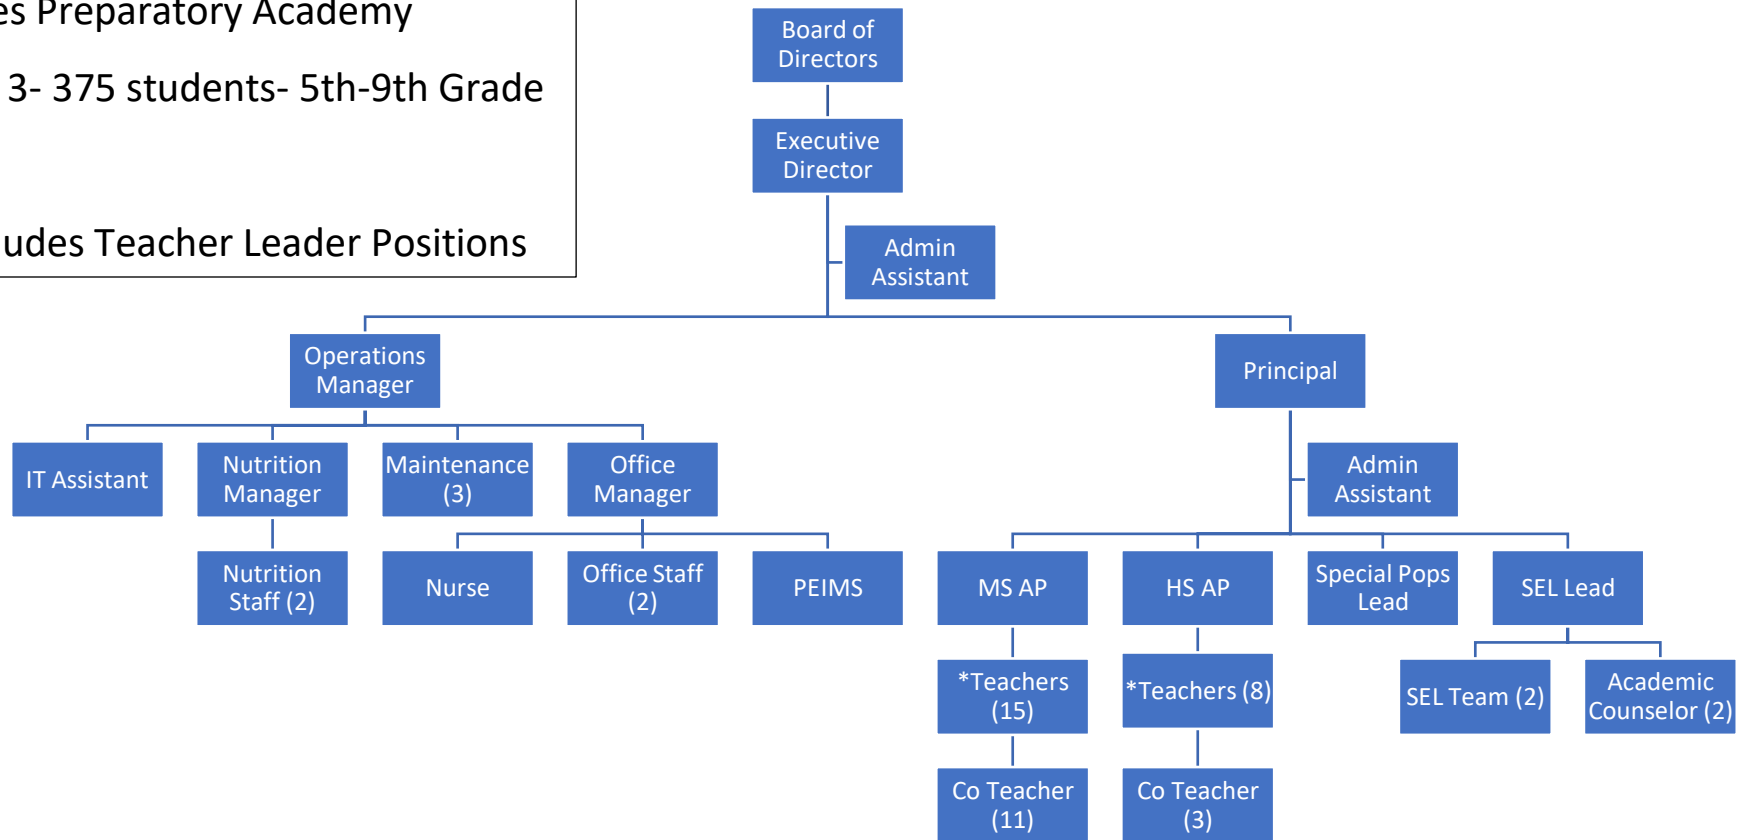 Preparatory Academy
3- 375 students- 5th-9th Grade
Teacher Leader Positions
Board of
Directors
Executive
Director
Admin
Assistant
Operations
Manager
Principal
IT Assistant
Nutrition
Manager
Maintenance
(3)
Office
Manager
Admin
Assistant
Nutrition
Staff (2)
Nurse
Office Staff
(2)
PEIMS
MS AP
HS AP
Special Pops
Lead
SEL Lead
*Teachers
(15)
*Teachers (8)
SEL Team (2)
Academic
Counselor (2)
Co Teacher
(11)
Co Teacher
(3)